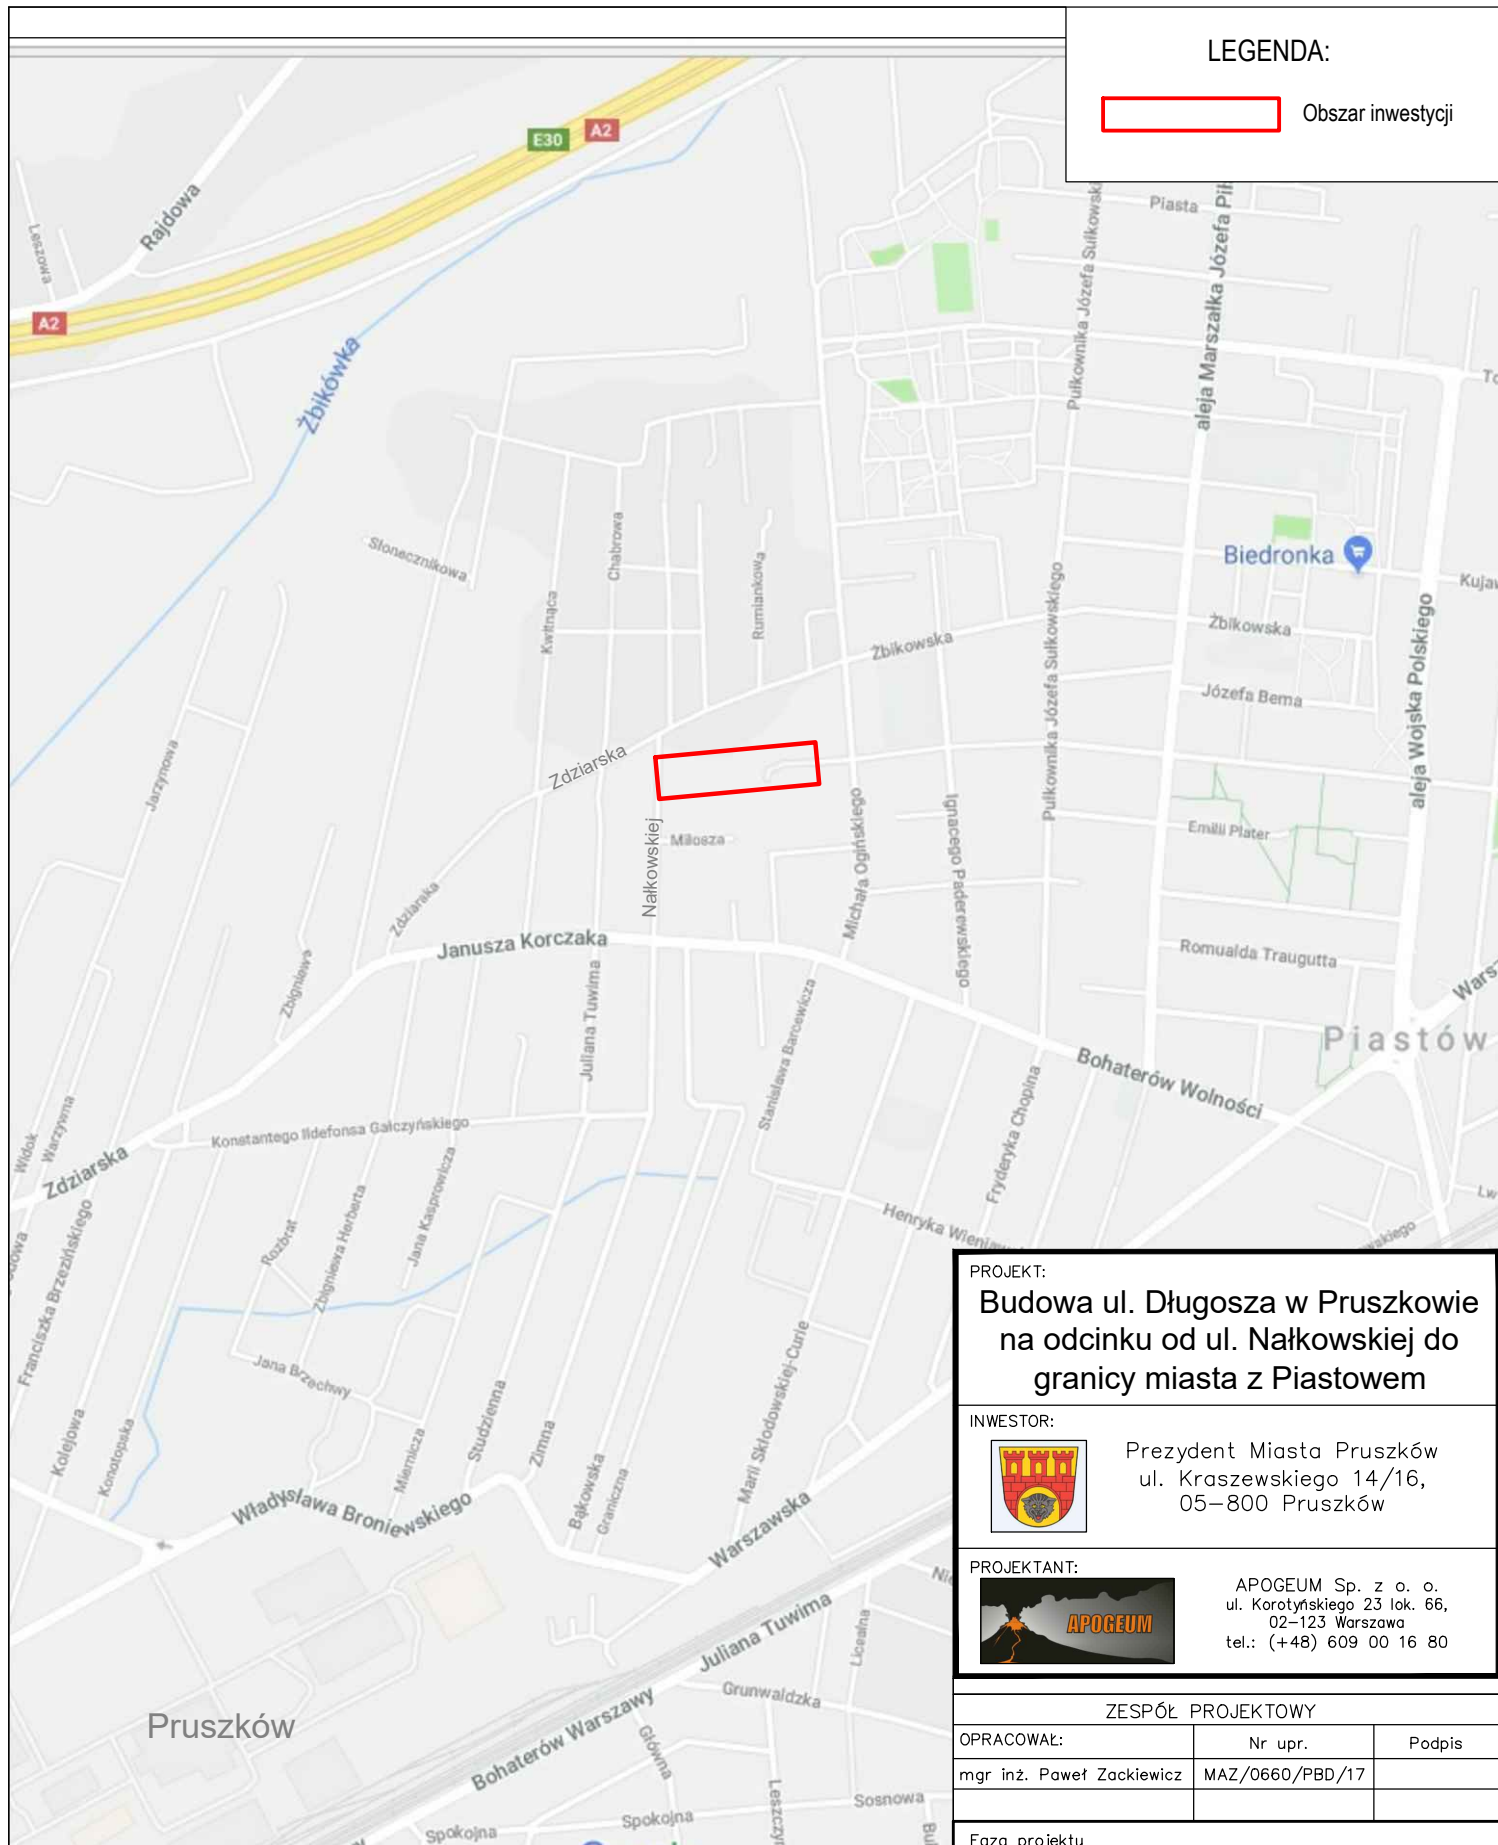 LEGENDA:
Obszar inwestycji
E30
A2
Rajdowa
Leszowa
A2
Żbikówka
Piasta
Pułkownika Józefa Sułkowski
aleja Marszałka Józefa Pił
To
Słonecznikowa
Chabrowa
Kwitnąca
Rumiankowa
Biedronka
Kujaw
Żbikowska
Żbikowska
Józefa Bema
Pułkownika Józefa Sułkowskiego
aleja Wojska Polskiego
Jarzynowa
Zdziarska
Miłosza
Nałkowskiej
Michała Ogińskiego
Ignacego Paderewskiego
Emilii Plater
Zdziarska
Janusza Korczaka
Romualda Traugutta
Warsz
Zbigniewa
Juliana Tuwima
Stanisława Barcewicza
Piastów
Bohaterów Wolności
Fryderyka Chopina
Konstantego Ildefonsa Gałczyńskiego
Widok
Warzywna
Zdziarska
Franciszka Brzezińskiego
Rozbrat
Zbigniewa Herberta
Jana Kasprowicza
Henryka Wieniaw
Lw
Jana Brzechwy
Marii Skłodowskiej-Curie
Kolejowa
Konotopska
Miernicza
Studzienna
Zimna
Bąkowska
Graniczna
Władysława Broniewskiego
Warszawska
Juliana Tuwima
Licealna
Grunwaldzka
Pruszków
Bohaterów Warszawy
Główna
Sosnowa
Spokojna
Spokojna
PROJEKT:
Budowa ul. Długosza w Pruszkowie
na odcinku od ul. Nałkowskiej do
granicy miasta z Piastowem
INWESTOR:
Prezydent Miasta Pruszków
ul. Kraszewskiego 14/16,
05-800 Pruszków
PROJEKTANT:
APOGEUM
APOGEUM Sp. z o. o.
ul. Korotyńskiego 23 lok. 66,
02-123 Warszawa
tel.: (+48) 609 00 16 80
ZESPÓŁ PROJEKTOWY
OPRACOWAŁ: Nr upr. Podpis
mgr inż. Paweł Zackiewicz MAZ/0660/PBD/17
Faza projektu